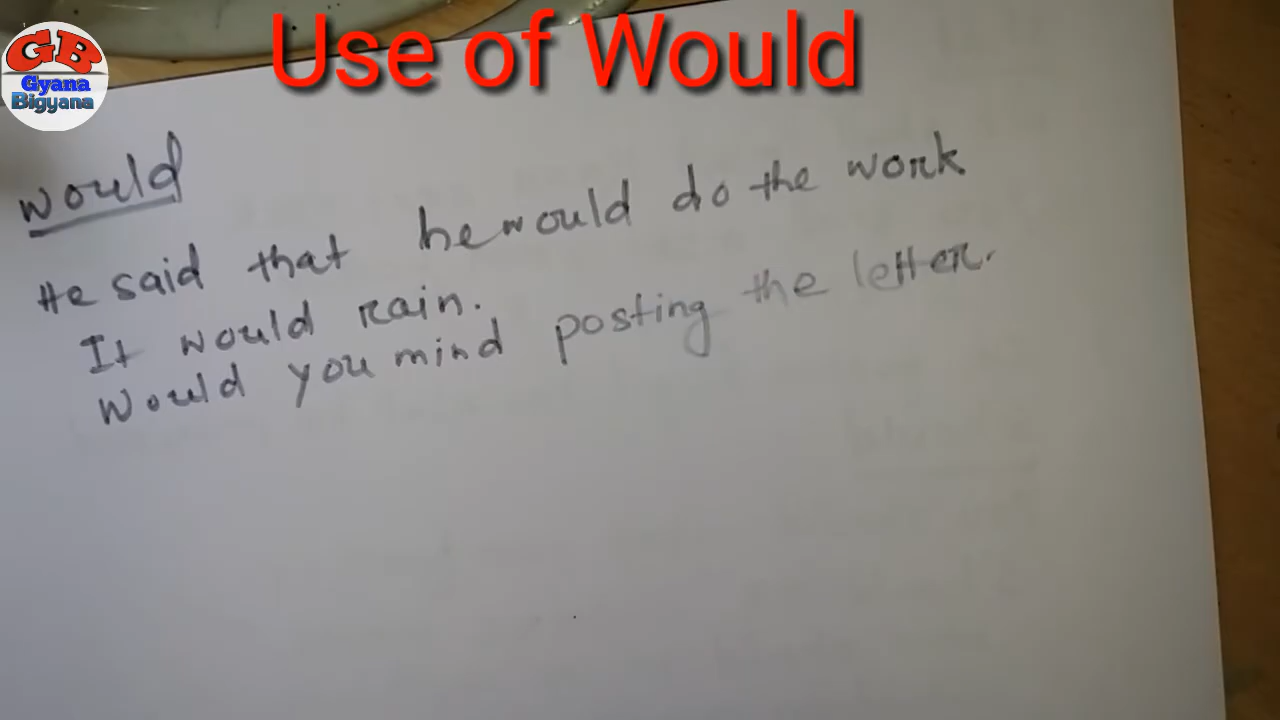 Use of Would
GB
Gyana
Bigyana
would
He said that he would do the work
It would rain.
Would you mind posting the letter.